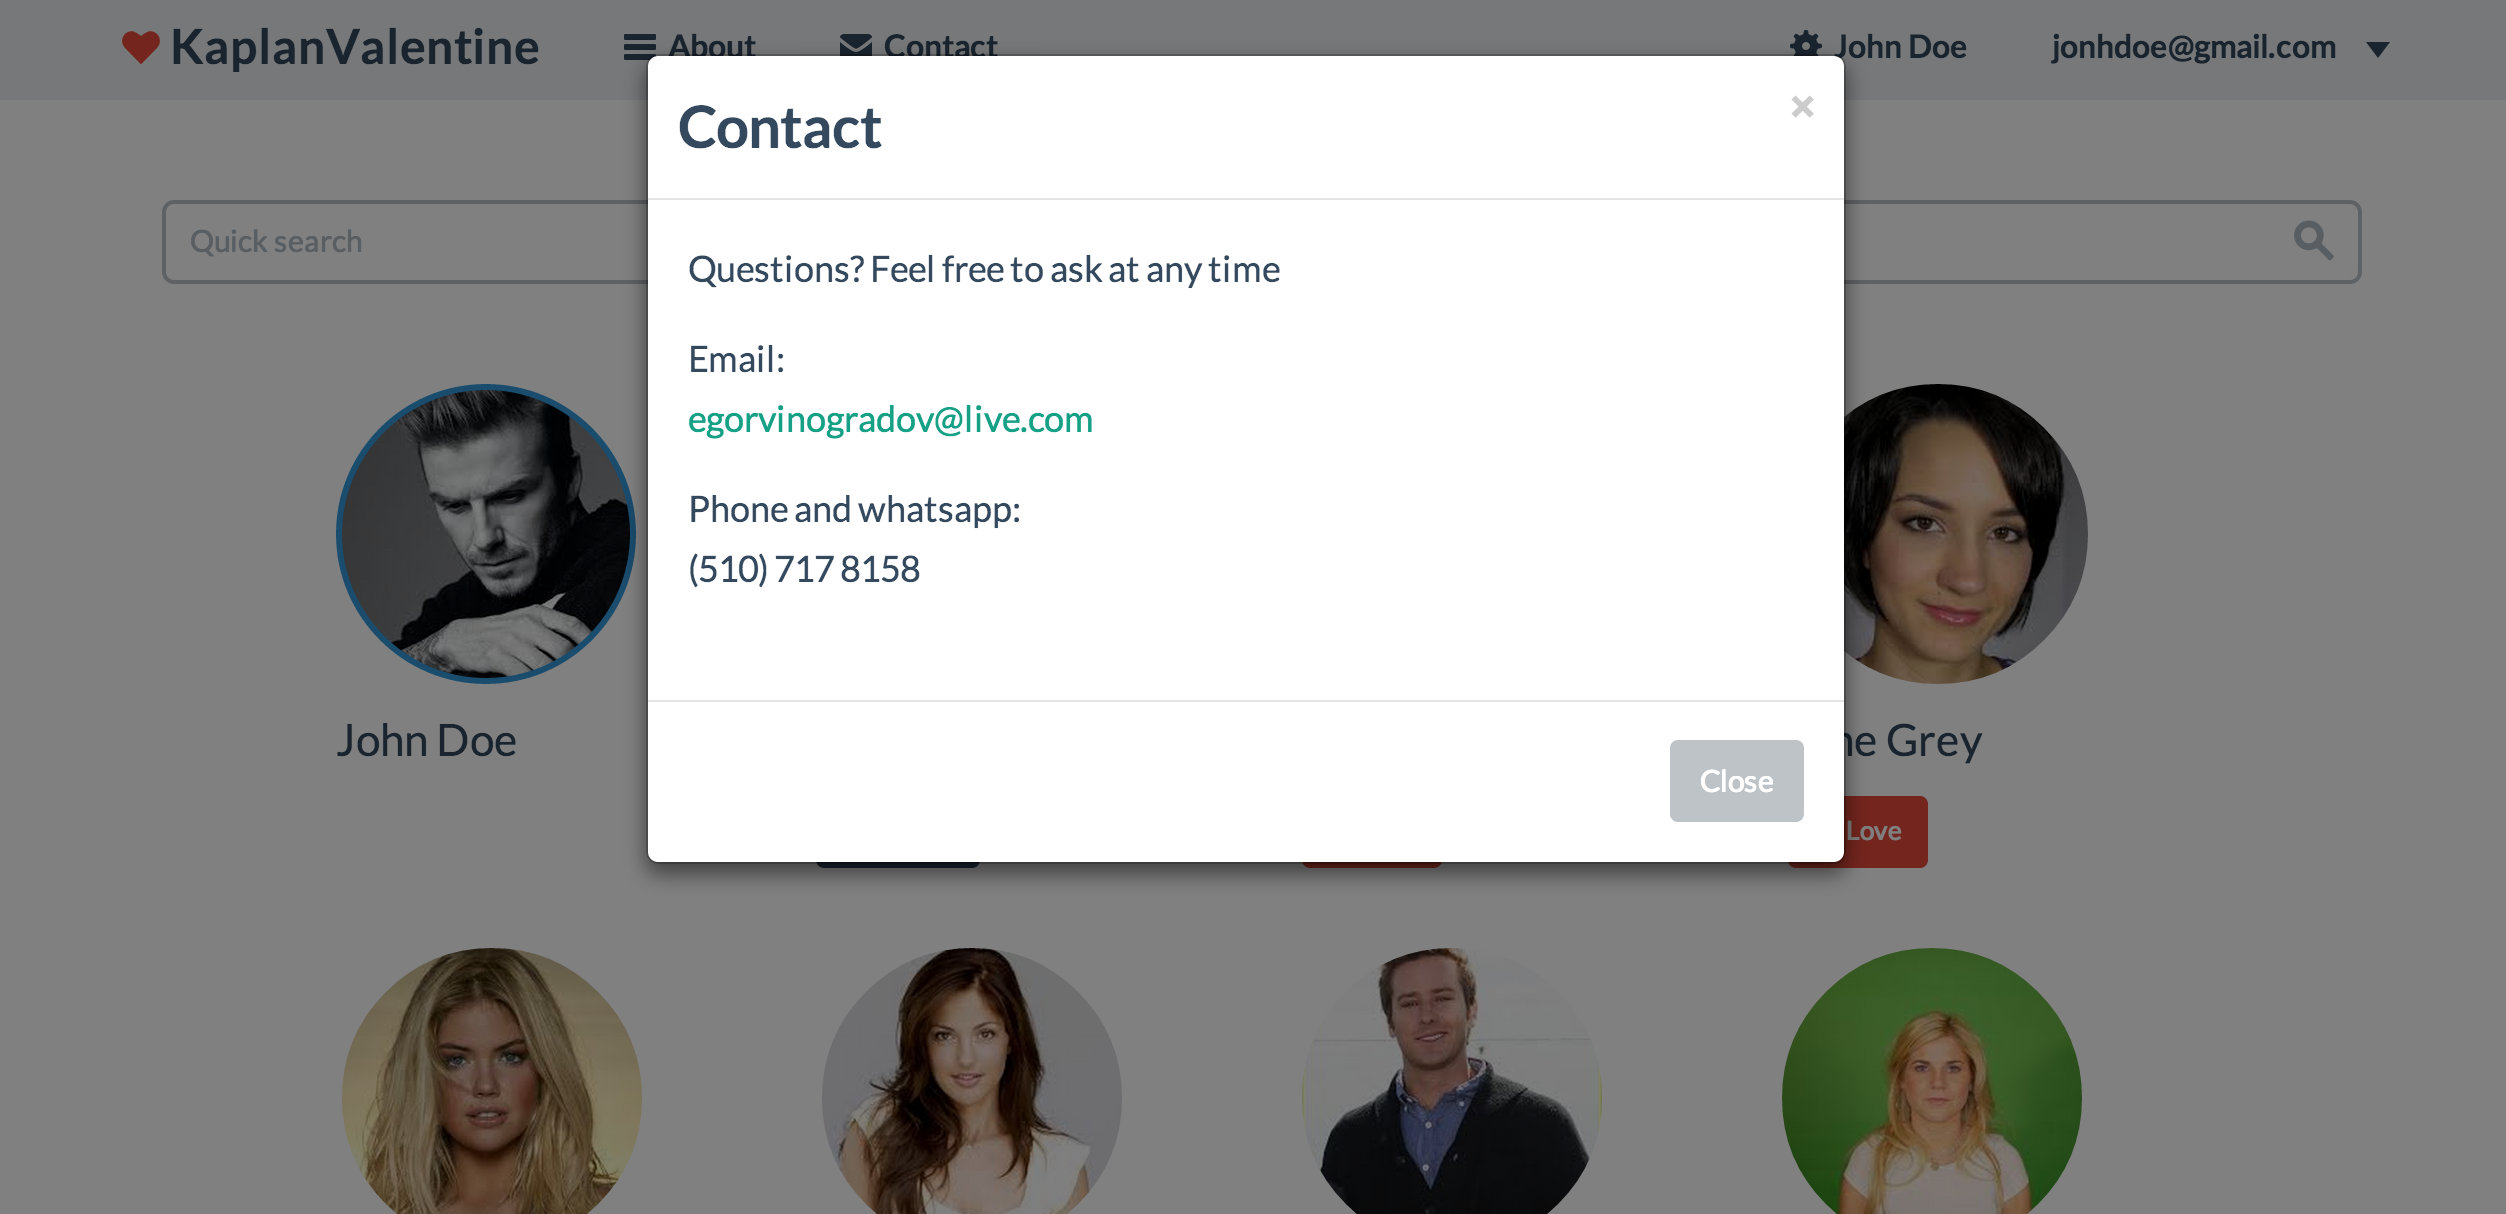 KaplanValentine About Contact John Doe jonhdoe@gmail.com
Contact
×
Quick search
Questions? Feel free to ask at any time
Email:
egorvinogradov@live.com
Phone and whatsapp:
(510) 717 8158
John Doe
Grey
Close
Love